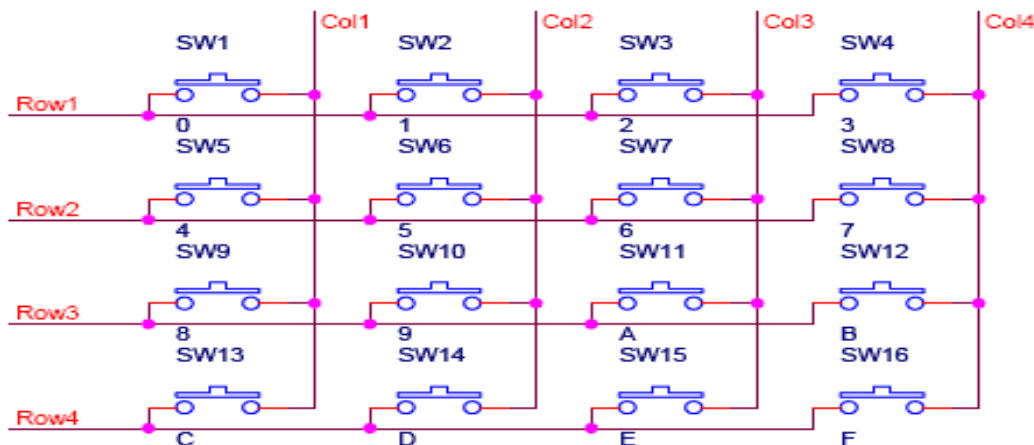 Col1 Col2 Col3 Col4
SW1 SW2 SW3 SW4
Row1
0 1 2 3
SW5 SW6 SW7 SW8
Row2
4 5 6 7
SW9 SW10 SW11 SW12
Row3
8 9 A B
SW13 SW14 SW15 SW16
Row4
C D E F